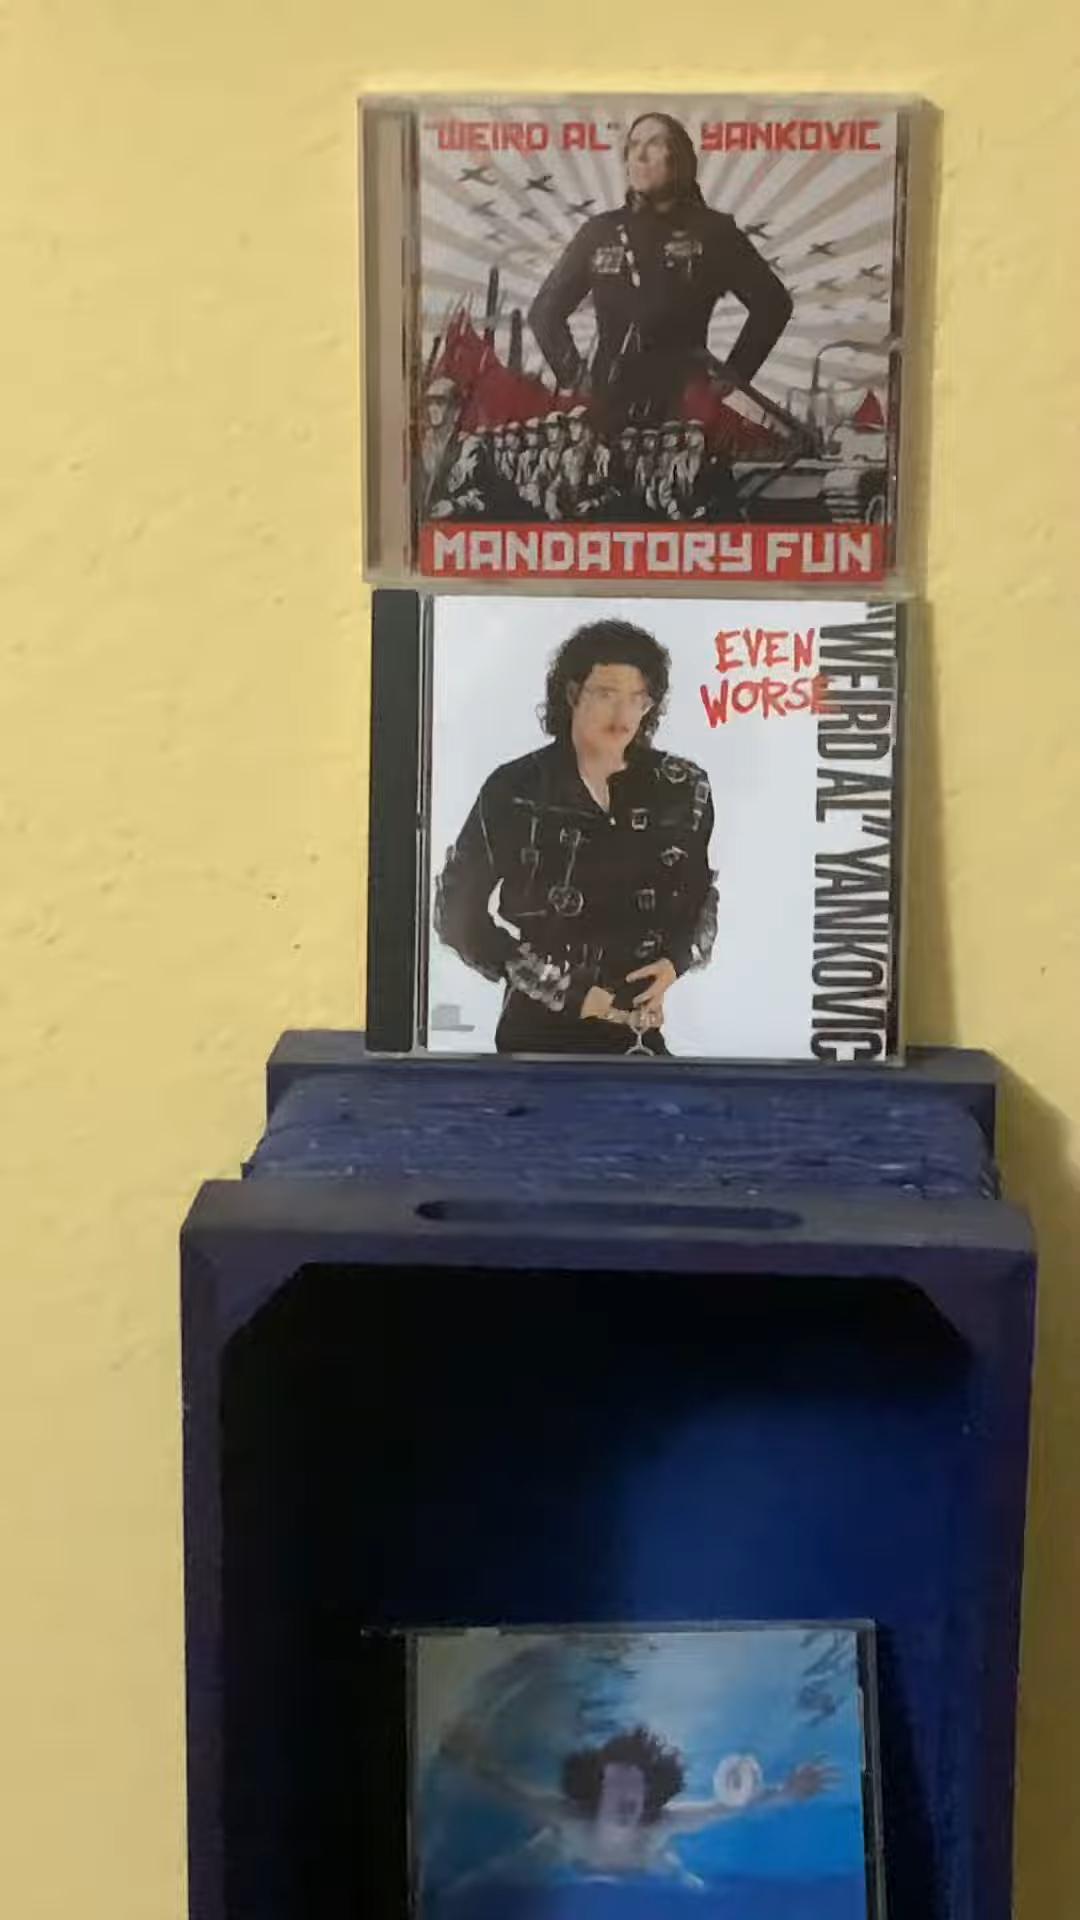 "WEIRD AL" YANKOVIC
MANDATORY FUN
EVEN
WORSE
"WEIRD AL" YANKOVIC